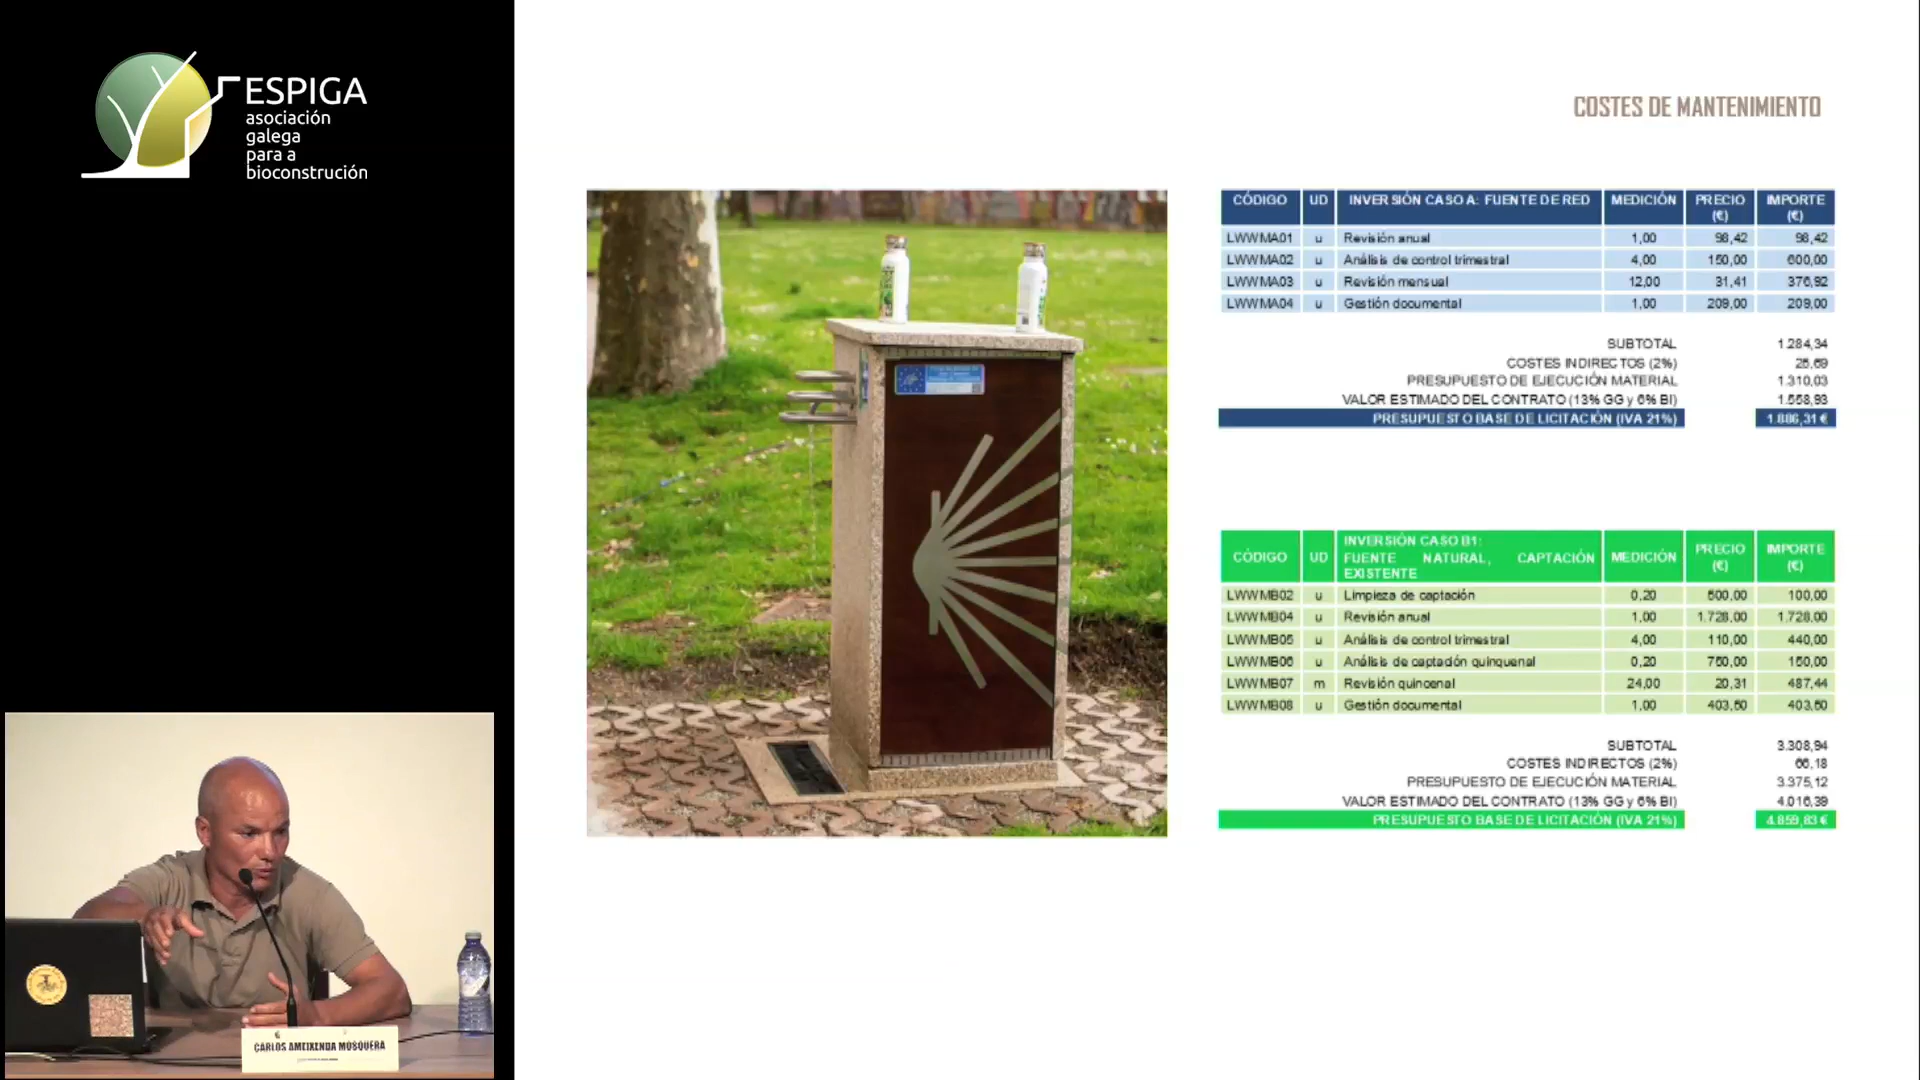 ESPIGA
asociación
galega
para a
bioconstrución
COSTES DE MANTENIMIENTO
CÓDIGO UD INVERSIÓN CASO A: FUENTE DE RED MEDICIÓN PRECIO (€) IMPORTE (€)
LWWMA01 u Revisión anual 1,00 98,42 98,42
LWWMA02 u Análisis de control trimestral 4,00 150,00 600,00
LWWMA03 u Revisión mensual 12,00 31,41 376,92
LWWMA04 u Gestión documental 1,00 209,00 209,00
SUBTOTAL 1.284,34
COSTES INDIRECTOS (2%) 25,69
PRESUPUESTO DE EJECUCIÓN MATERIAL 1.310,03
VALOR ESTIMADO DEL CONTRATO (13% GG y 6% BI) 1.558,93
PRESUPUESTO BASE DE LICITACIÓN (IVA 21%) 1.886,31 €
CÓDIGO UD INVERSIÓN CASO B1: FUENTE NATURAL, CAPTACIÓN EXISTENTE MEDICIÓN PRECIO (€) IMPORTE (€)
LWWMB02 u Limpieza de captación 0,20 500,00 100,00
LWWMB04 u Revisión anual 1,00 1.728,00 1.728,00
LWWMB05 u Análisis de control trimestral 4,00 110,00 440,00
LWWMB06 u Análisis de captación quinquenal 0,20 750,00 150,00
LWWMB07 m Revisión quincenal 24,00 20,31 487,44
LWWMB08 u Gestión documental 1,00 403,50 403,50
SUBTOTAL 3.308,94
COSTES INDIRECTOS (2%) 66,18
PRESUPUESTO DE EJECUCIÓN MATERIAL 3.375,12
VALOR ESTIMADO DEL CONTRATO (13% GG y 6% BI) 4.016,39
PRESUPUESTO BASE DE LICITACIÓN (IVA 21%) 4.859,83 €
CARLOS AMEIXENDA MOSQUERA